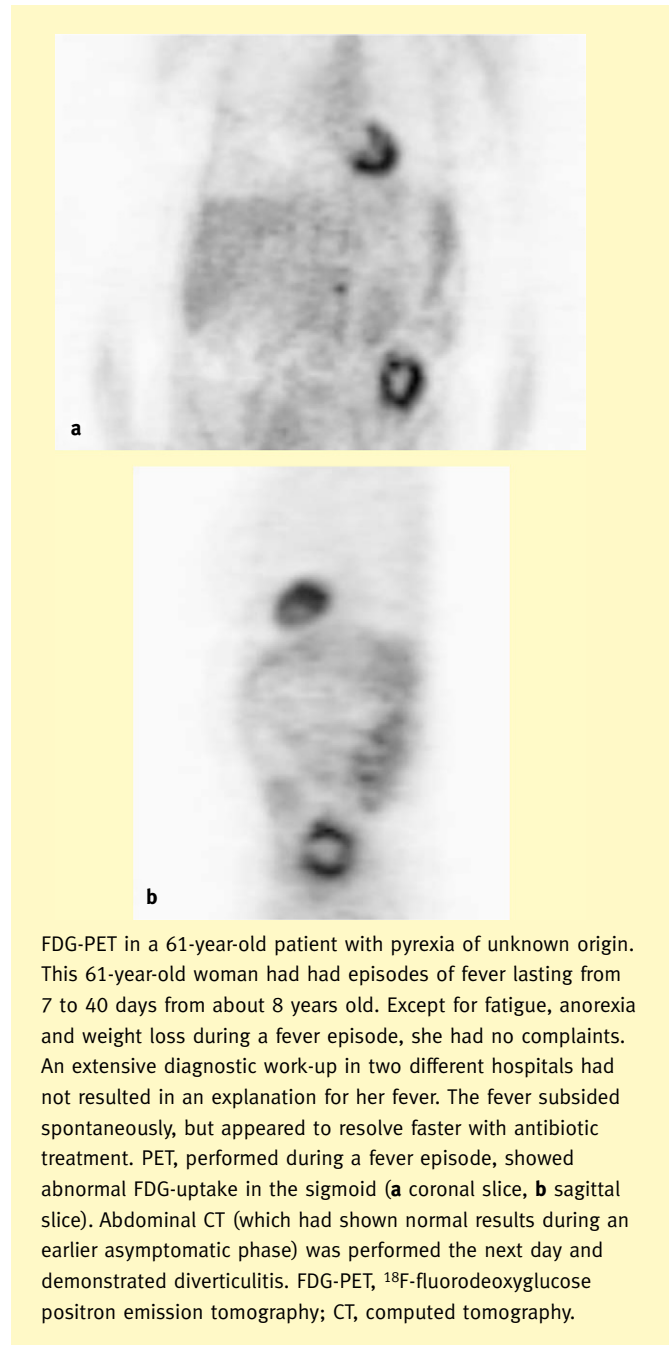 a
b
FDG-PET in a 61-year-old patient with pyrexia of unknown origin.
This 61-year-old woman had had episodes of fever lasting from
7 to 40 days from about 8 years old. Except for fatigue, anorexia
and weight loss during a fever episode, she had no complaints.
An extensive diagnostic work-up in two different hospitals had
not resulted in an explanation for her fever. The fever subsided
spontaneously, but appeared to resolve faster with antibiotic
treatment. PET, performed during a fever episode, showed
abnormal FDG-uptake in the sigmoid (a coronal slice, b sagittal
slice). Abdominal CT (which had shown normal results during an
earlier asymptomatic phase) was performed the next day and
demonstrated diverticulitis. FDG-PET, ¹⁸F-fluorodeoxyglucose
positron emission tomography; CT, computed tomography.